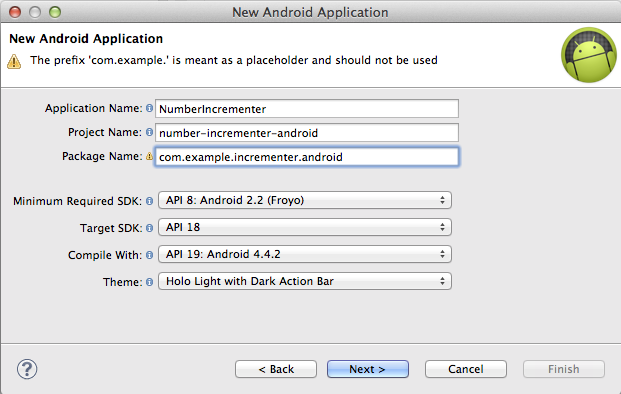 New Android Application
New Android Application
The prefix 'com.example.' is meant as a placeholder and should not be used
Application Name: NumberIncrementer
Project Name: number-incrementer-android
Package Name: com.example.incrementer.android
Minimum Required SDK: API 8: Android 2.2 (Froyo)
Target SDK: API 18
Compile With: API 19: Android 4.4.2
Theme: Holo Light with Dark Action Bar
? < Back Next > Cancel Finish